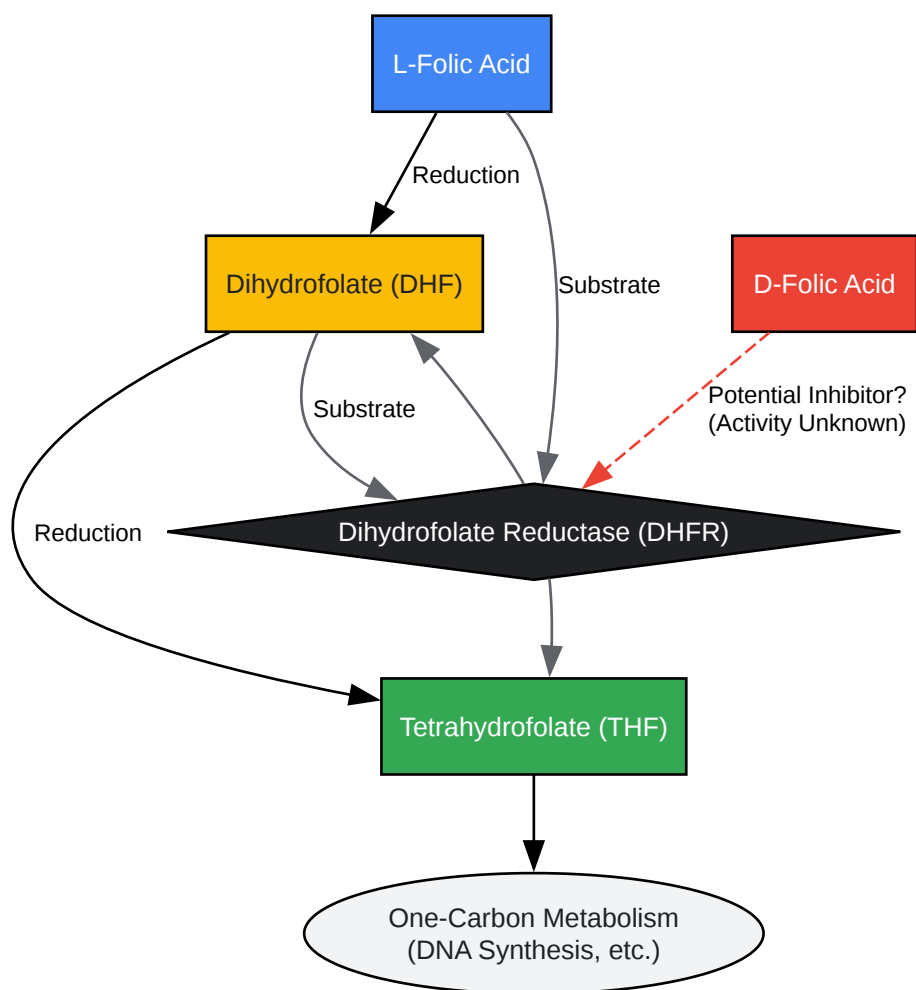 L-Folic Acid
Reduction
Dihydrofolate (DHF)
D-Folic Acid
Substrate
Potential Inhibitor?
(Activity Unknown)
Substrate
Reduction
Dihydrofolate Reductase (DHFR)
Tetrahydrofolate (THF)
One-Carbon Metabolism
(DNA Synthesis, etc.)